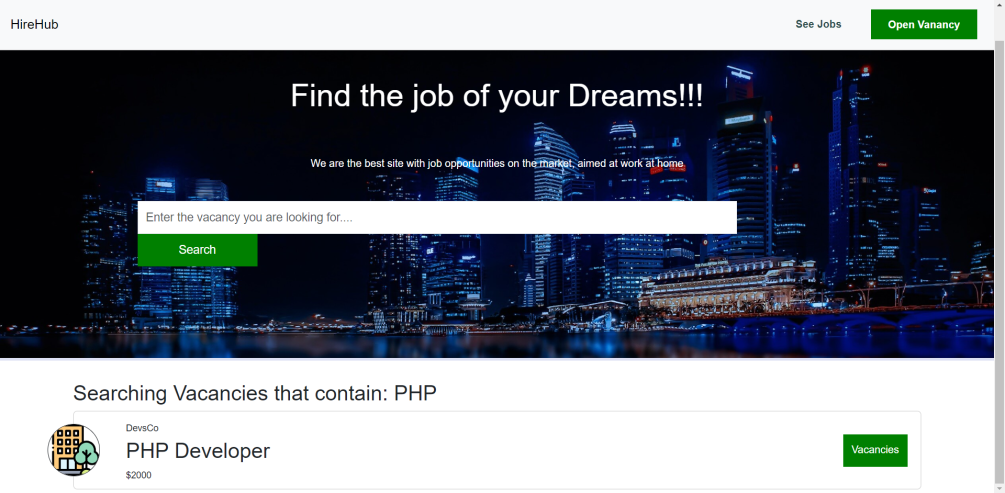 HireHub
See Jobs
Open Vanancy
Find the job of your Dreams!!!
We are the best site with job opportunities on the market, aimed at work at home
Enter the vacancy you are looking for....
Search
Searching Vacancies that contain: PHP
DevsCo
PHP Developer
$2000
Vacancies